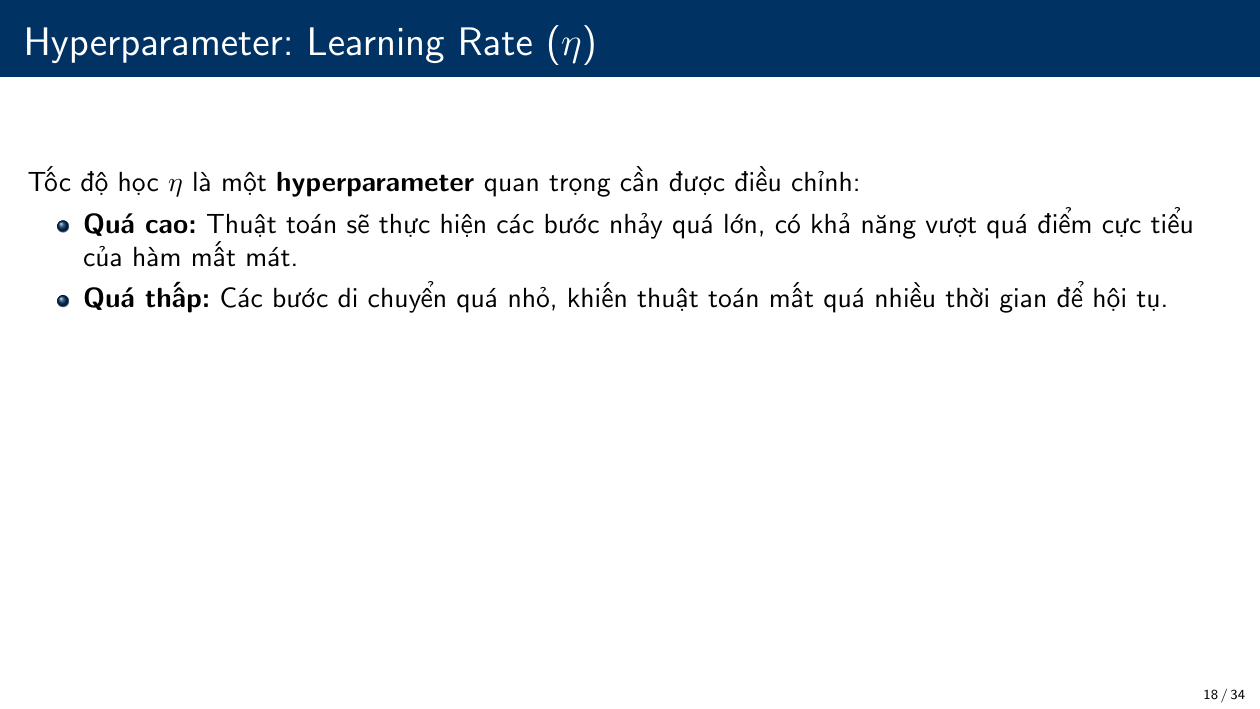 Hyperparameter: Learning Rate (η)
Tốc độ học η là một hyperparameter quan trọng cần được điều chỉnh:
Quá cao: Thuật toán sẽ thực hiện các bước nhảy quá lớn, có khả năng vượt quá điểm cực tiểu
của hàm mất mát.
Quá thấp: Các bước di chuyển quá nhỏ, khiến thuật toán mất quá nhiều thời gian để hội tụ.
18 / 34